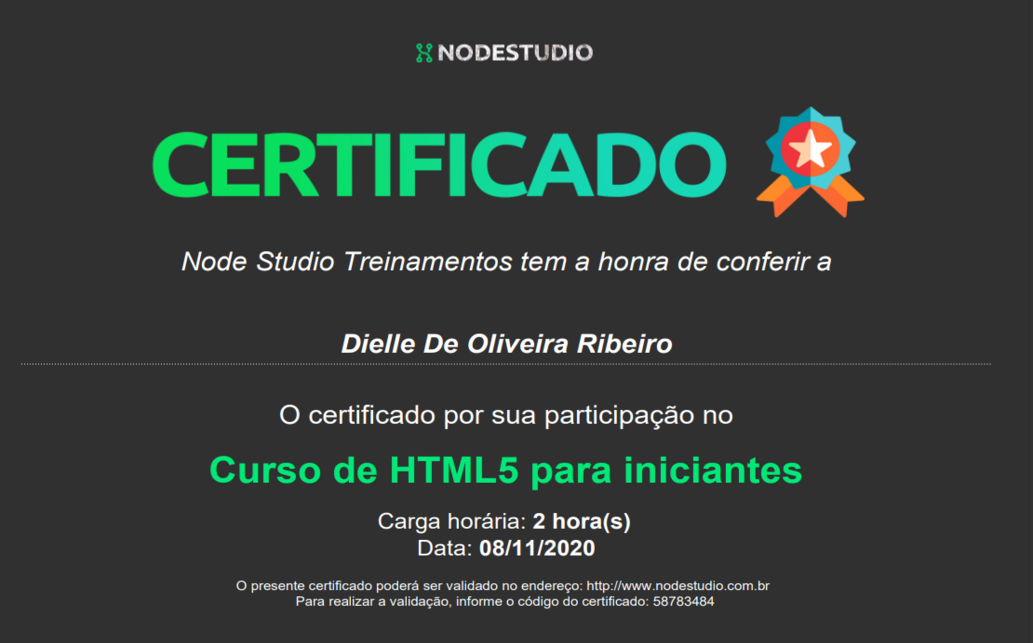 NODESTUDIO
CERTIFICADO
Node Studio Treinamentos tem a honra de conferir a
Dielle De Oliveira Ribeiro
O certificado por sua participação no
Curso de HTML5 para iniciantes
Carga horária: 2 hora(s)
Data: 08/11/2020
O presente certificado poderá ser validado no endereço: http://www.nodestudio.com.br
Para realizar a validação, informe o código do certificado: 58783484